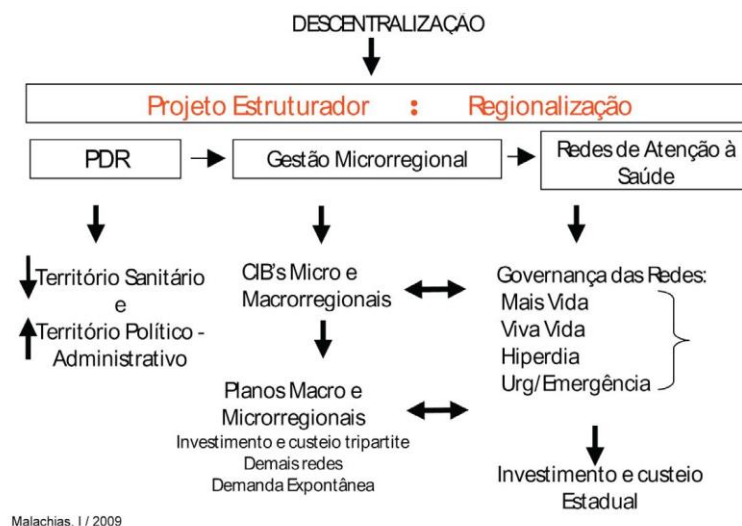 DESCENTRALIZAÇÃO
Projeto Estruturador : Regionalização
PDR
Gestão Microrregional
Redes de Atenção à
Saúde
Território Sanitário
e
Território Político -
Administrativo
CIB's Micro e
Macrorregionais
Governança das Redes:
Mais Vida
Viva Vida
Hiperdia
Urg/Emergência
Planos Macro e
Microrregionais
Investimento e custeio tripartite
Demais redes
Demanda Expontânea
Investimento e custeio
Estadual
Malachias, I / 2009